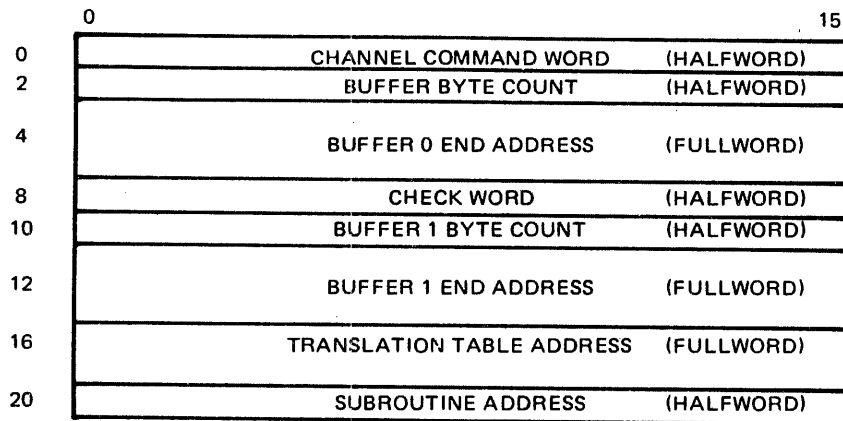 0 15
0 CHANNEL COMMAND WORD (HALFWORD)
2 BUFFER BYTE COUNT (HALFWORD)
4 BUFFER 0 END ADDRESS (FULLWORD)
8 CHECK WORD (HALFWORD)
10 BUFFER 1 BYTE COUNT (HALFWORD)
12 BUFFER 1 END ADDRESS (FULLWORD)
16 TRANSLATION TABLE ADDRESS (FULLWORD)
20 SUBROUTINE ADDRESS (HALFWORD)